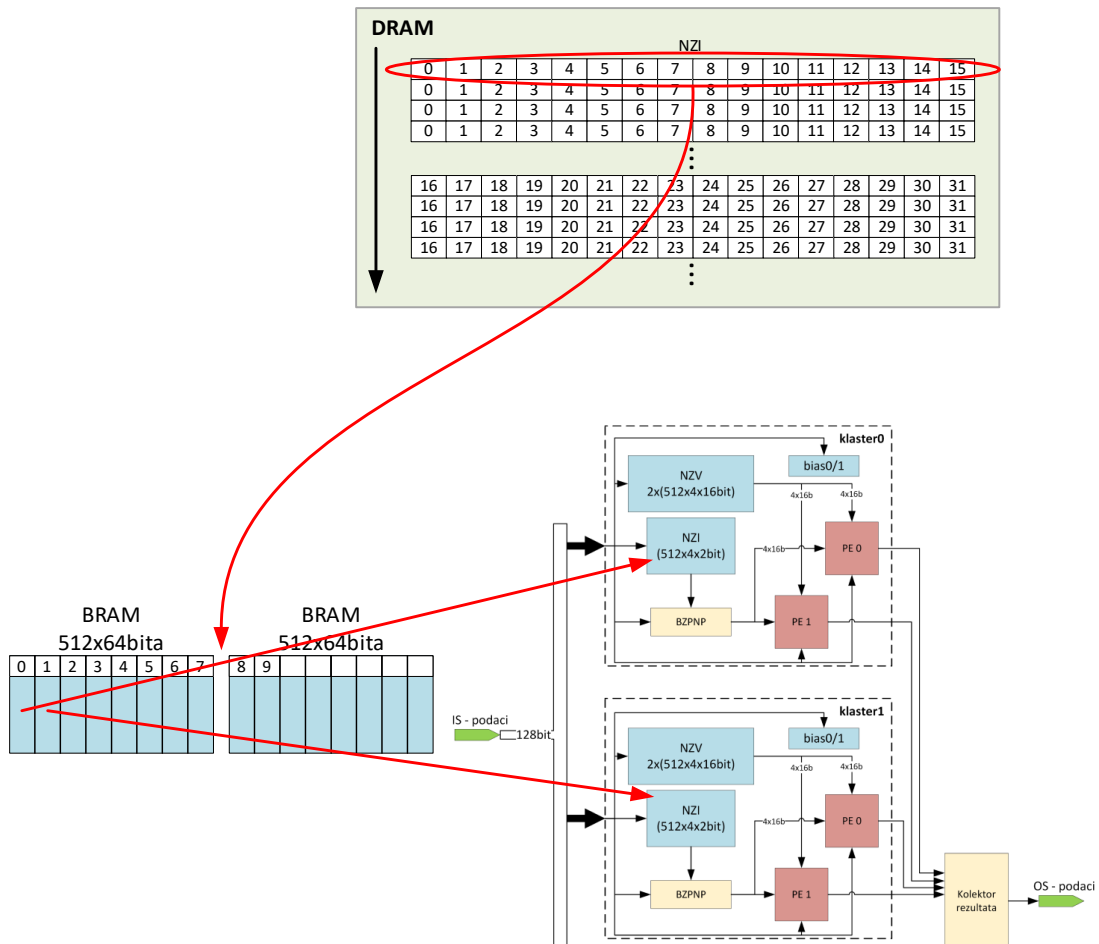 DRAM
NZI
0 1 2 3 4 5 6 7 8 9 10 11 12 13 14 15
0 1 2 3 4 5 6 7 8 9 10 11 12 13 14 15
0 1 2 3 4 5 6 7 8 9 10 11 12 13 14 15
0 1 2 3 4 5 6 7 8 9 10 11 12 13 14 15
16 17 18 19 20 21 22 23 24 25 26 27 28 29 30 31
16 17 18 19 20 21 22 23 24 25 26 27 28 29 30 31
16 17 18 19 20 21 22 23 24 25 26 27 28 29 30 31
16 17 18 19 20 21 22 23 24 25 26 27 28 29 30 31
klaster0
bias0/1
NZV
2x(512x4x16bit)
4x16b
4x16b
NZI
(512x4x2bit)
4x16b
PE 0
BZPNP
PE 1
BRAM
512x64bita
BRAM
512x64bita
0 1 2 3 4 5 6 7
8 9
IS - podaci
128bit
klaster1
bias0/1
NZV
2x(512x4x16bit)
4x16b
4x16b
NZI
(512x4x2bit)
4x16b
PE 0
BZPNP
PE 1
Kolektor
rezultata
OS - podaci